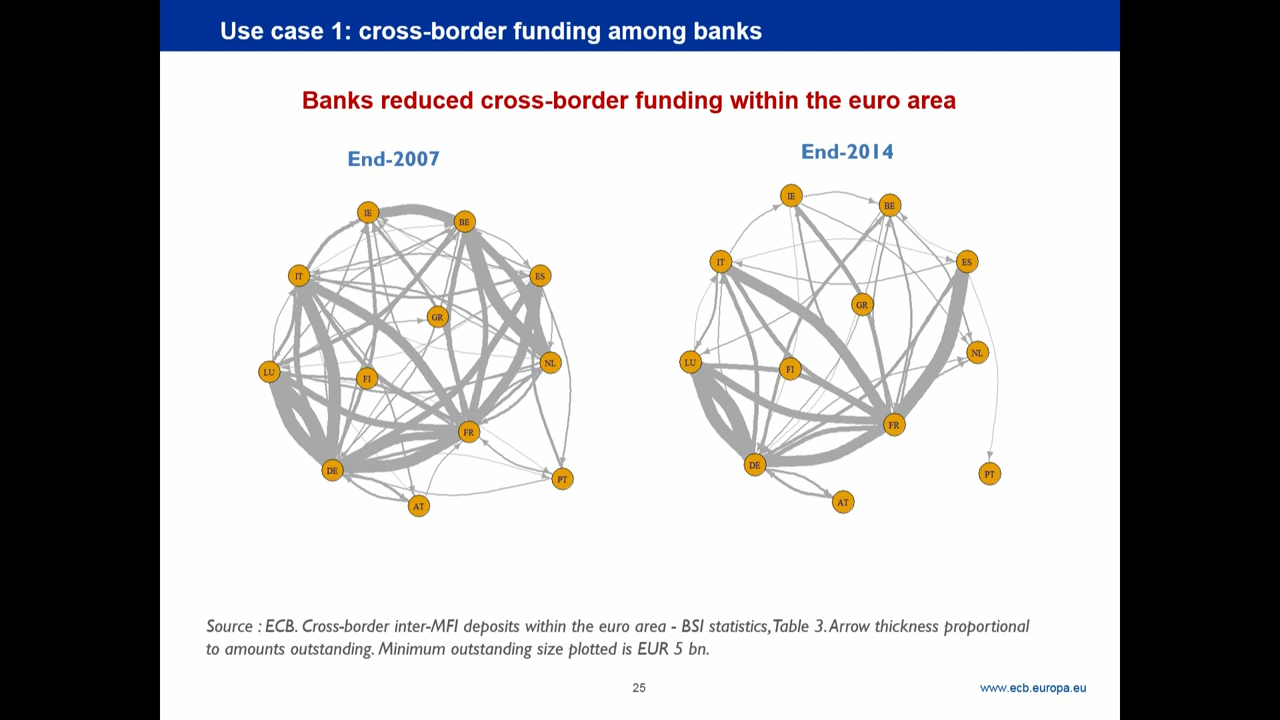 Use case 1: cross-border funding among banks
Banks reduced cross-border funding within the euro area
End-2007
End-2014
IE
BE
IT
ES
GR
LU
FI
NL
FR
DE
PT
AT
IE
BE
IT
ES
GR
NL
LU
FI
FR
DE
PT
AT
Source : ECB. Cross-border inter-MFI deposits within the euro area - BSI statistics,Table 3. Arrow thickness proportional
to amounts outstanding. Minimum outstanding size plotted is EUR 5 bn.
25
www.ecb.europa.eu